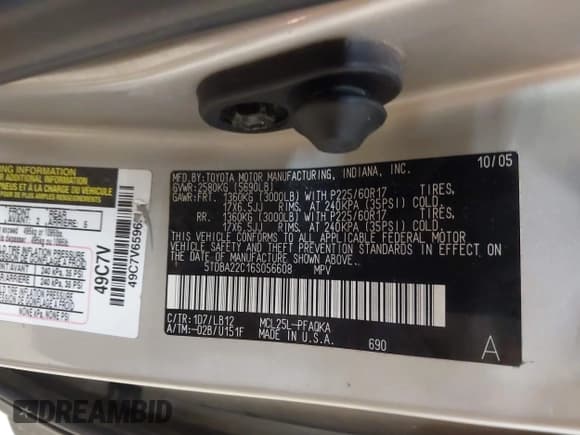 MFD.BY:TOYOTA MOTOR MANUFACTURING, INDIANA, INC. 10/05
GVWR:2580KG (5690LB)
GAWR:FRT. 1360KG (3000LB) WITH P225/60R17 TIRES,
17X6.5JJ RIMS, AT 240KPA (35PSI) COLD.
RR. 1360KG (3000LB) WITH P225/60R17 TIRES,
17X6.5JJ RIMS, AT 240KPA (35PSI) COLD.
THIS VEHICLE CONFORMS TO ALL APPLICABLE FEDERAL MOTOR
VEHICLE SAFETY AND THEFT PREVENTION STANDARDS IN
EFFECT ON THE DATE OF MANUFACTURE SHOWN ABOVE.
5TDBA22C16S056608 MPV
C/TR:1D7/LB12 MCL25L-PFAQKA
A/TM:-02B/U151F MADE IN U.S.A. 690 A
49C7V
49C7V6596
DREAMBID